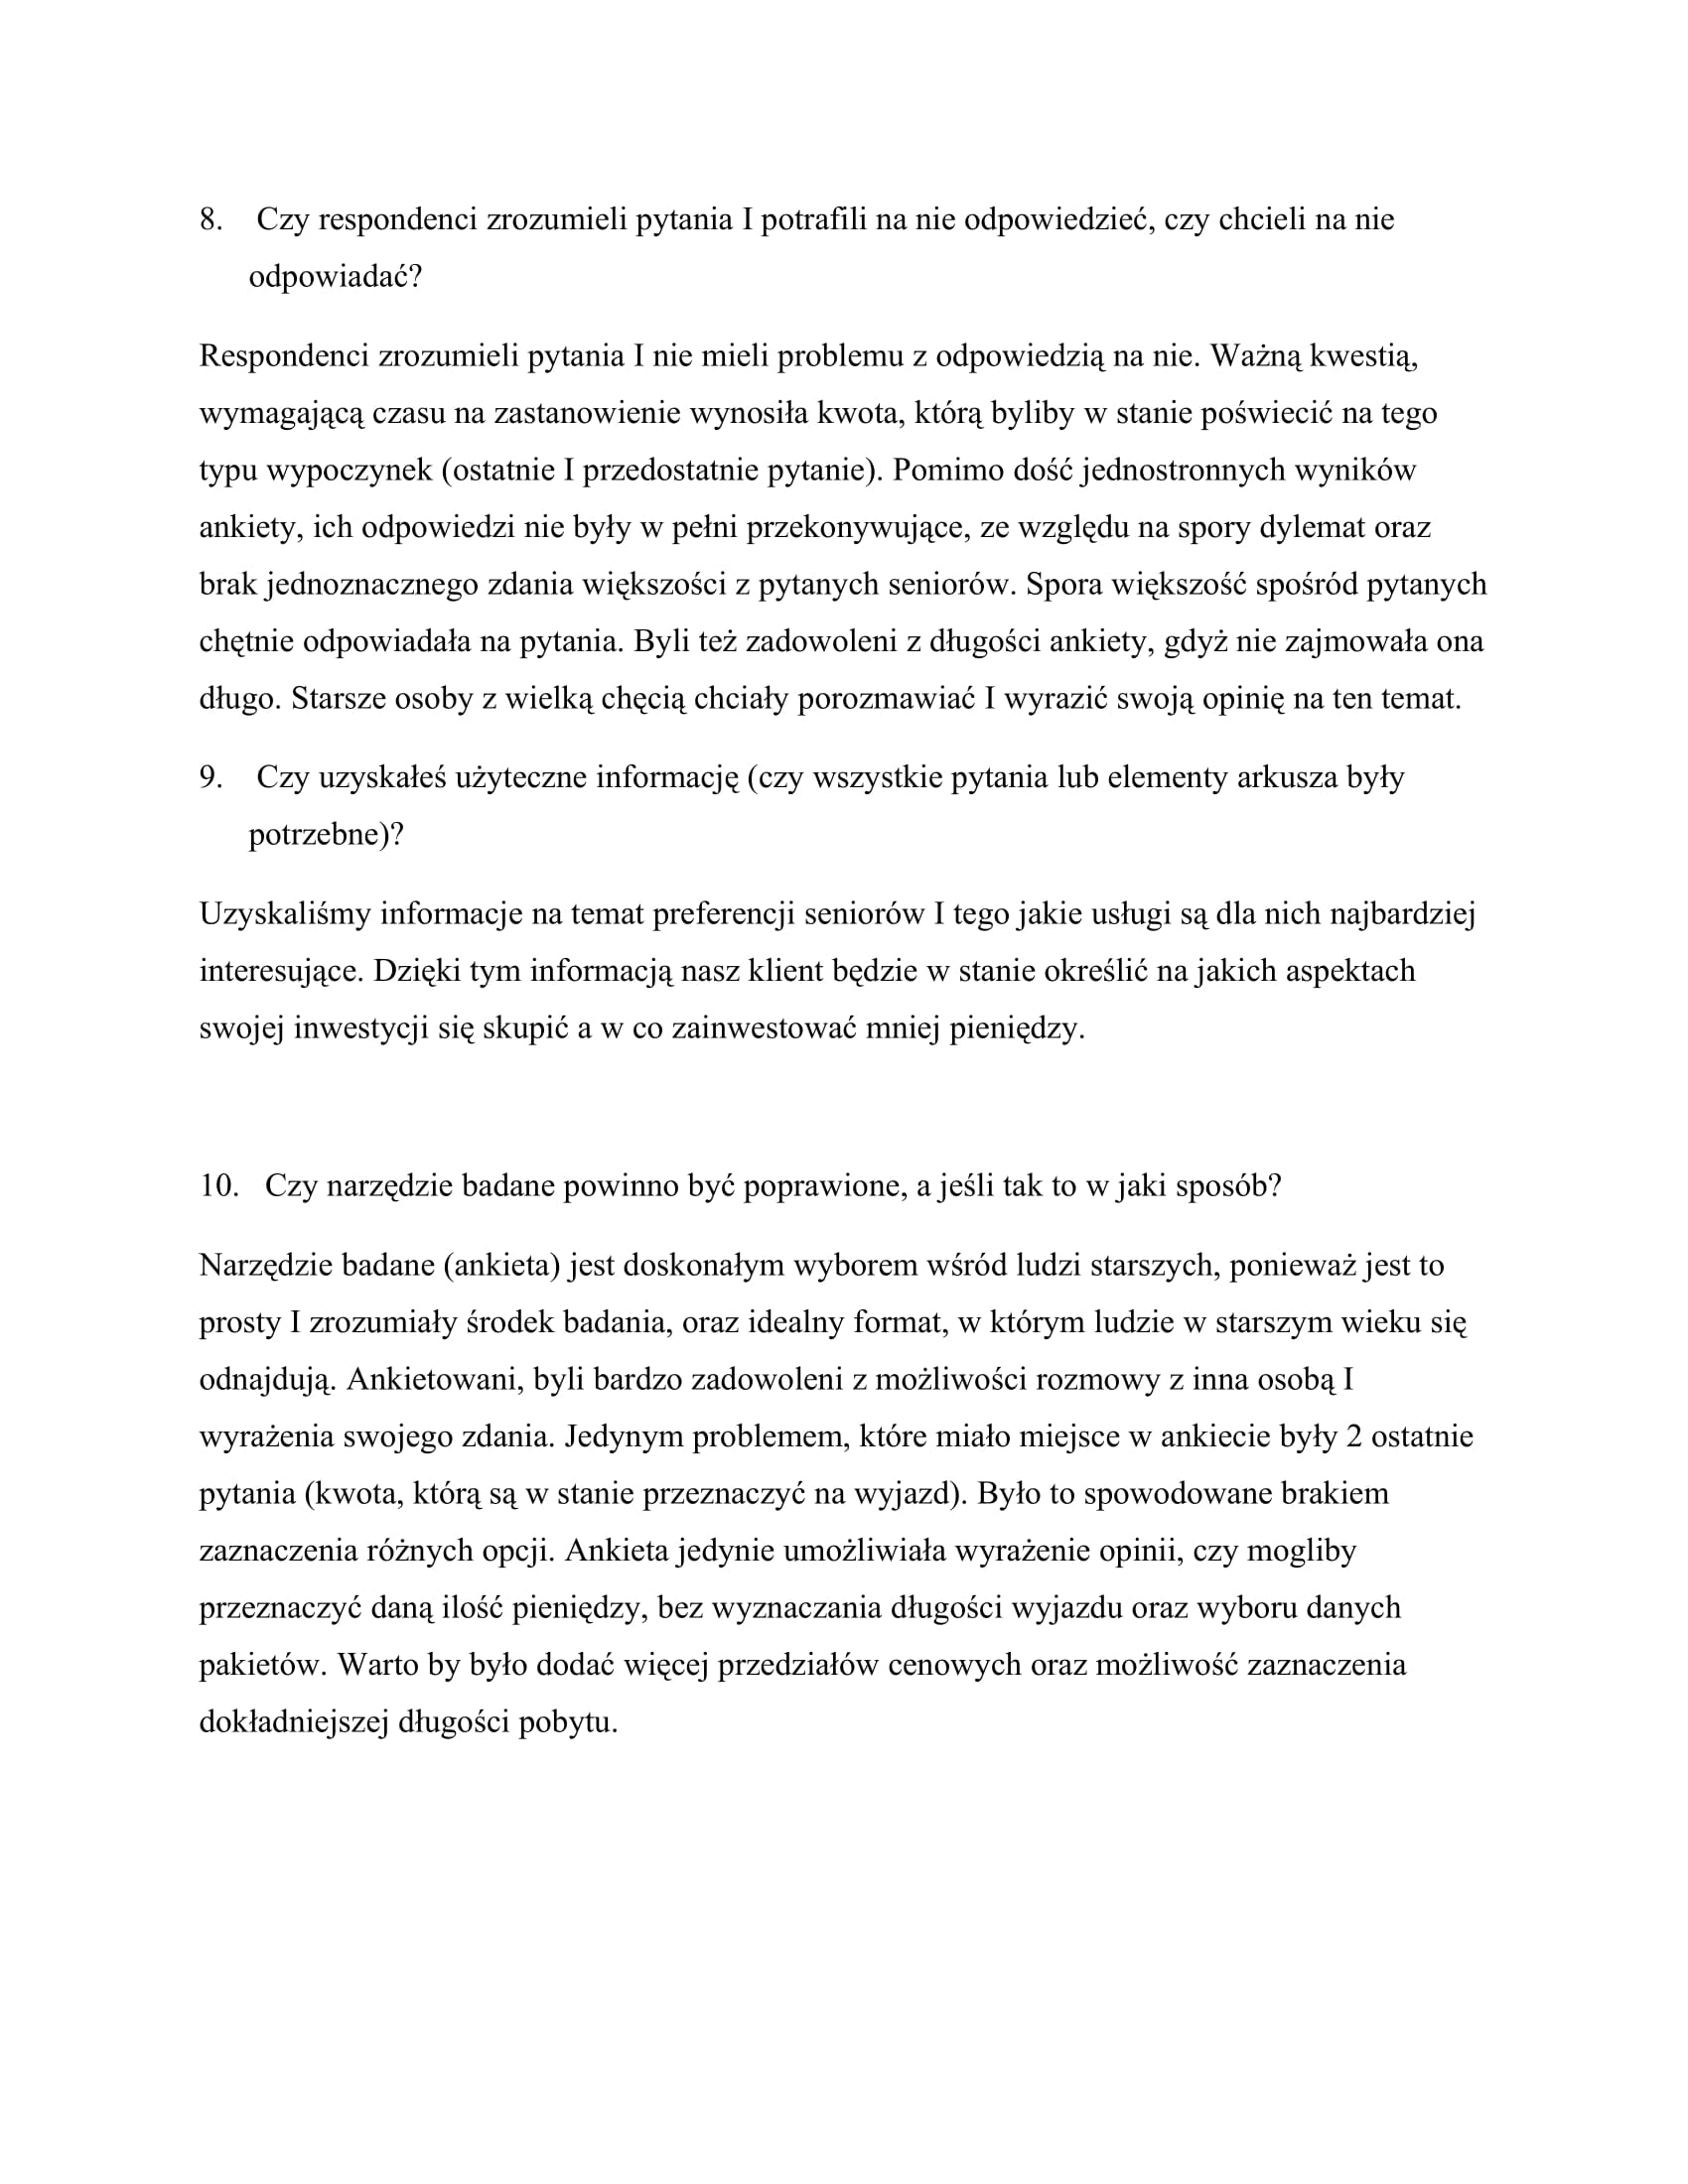 8. Czy respondenci zrozumieli pytania I potrafili na nie odpowiedzieć, czy chcieli na nie
odpowiadać?
Respondenci zrozumieli pytania I nie mieli problemu z odpowiedzią na nie. Ważną kwestią,
wymagającą czasu na zastanowienie wynosiła kwota, którą byliby w stanie poświecić na tego
typu wypoczynek (ostatnie I przedostatnie pytanie). Pomimo dość jednostronnych wyników
ankiety, ich odpowiedzi nie były w pełni przekonywujące, ze względu na spory dylemat oraz
brak jednoznacznego zdania większości z pytanych seniorów. Spora większość spośród pytanych
chętnie odpowiadała na pytania. Byli też zadowoleni z długości ankiety, gdyż nie zajmowała ona
długo. Starsze osoby z wielką chęcią chciały porozmawiać I wyrazić swoją opinię na ten temat.
9. Czy uzyskałeś użyteczne informację (czy wszystkie pytania lub elementy arkusza były
potrzebne)?
Uzyskaliśmy informacje na temat preferencji seniorów I tego jakie usługi są dla nich najbardziej
interesujące. Dzięki tym informacją nasz klient będzie w stanie określić na jakich aspektach
swojej inwestycji się skupić a w co zainwestować mniej pieniędzy.
10. Czy narzędzie badane powinno być poprawione, a jeśli tak to w jaki sposób?
Narzędzie badane (ankieta) jest doskonałym wyborem wśród ludzi starszych, ponieważ jest to
prosty I zrozumiały środek badania, oraz idealny format, w którym ludzie w starszym wieku się
odnajdują. Ankietowani, byli bardzo zadowoleni z możliwości rozmowy z inna osobą I
wyrażenia swojego zdania. Jedynym problemem, które miało miejsce w ankiecie były 2 ostatnie
pytania (kwota, którą są w stanie przeznaczyć na wyjazd). Było to spowodowane brakiem
zaznaczenia różnych opcji. Ankieta jedynie umożliwiała wyrażenie opinii, czy mogliby
przeznaczyć daną ilość pieniędzy, bez wyznaczania długości wyjazdu oraz wyboru danych
pakietów. Warto by było dodać więcej przedziałów cenowych oraz możliwość zaznaczenia
dokładniejszej długości pobytu.